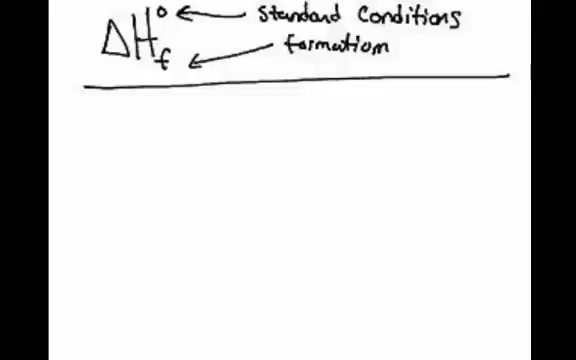 ΔH°f ← Standard Conditions
← formation